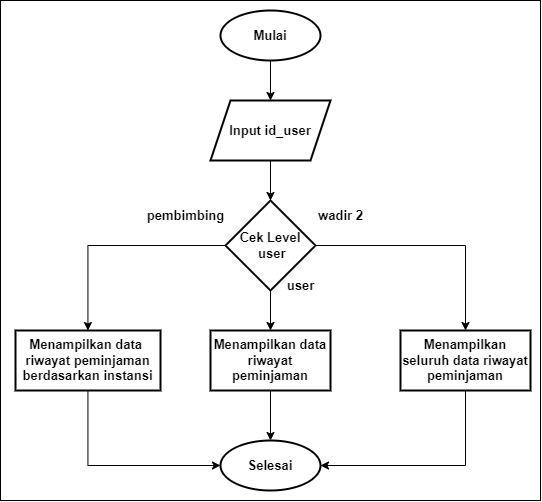 Mulai
Input id_user
pembimbing
wadir 2
Cek Level
user
user
Menampilkan data
riwayat peminjaman
berdasarkan instansi
Menampilkan data
riwayat
peminjaman
Menampilkan
seluruh data riwayat
peminjaman
Selesai